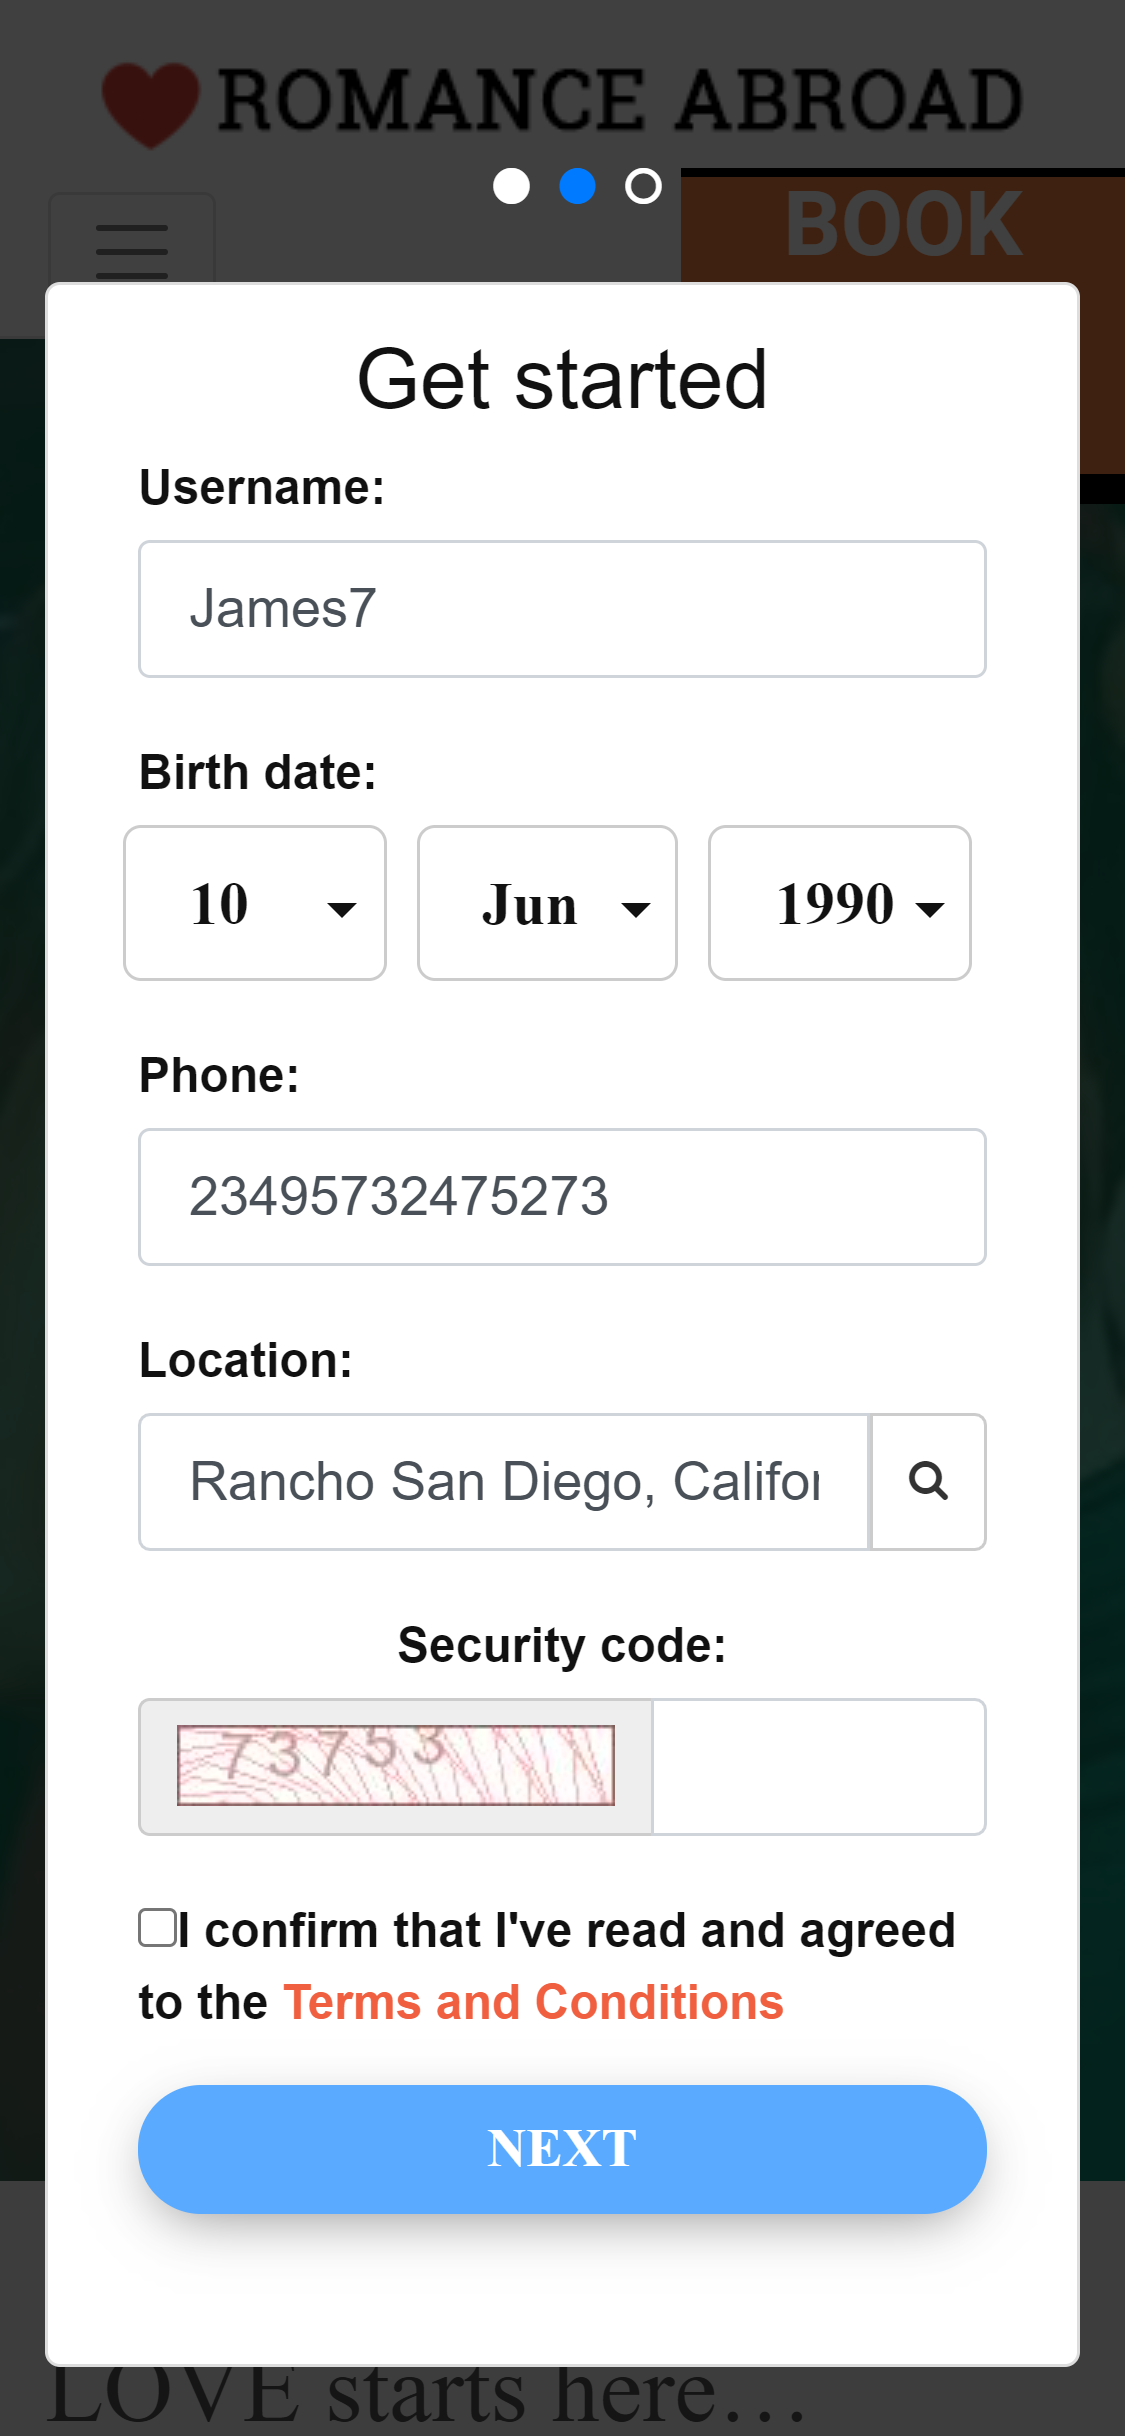 ROMANCE ABROAD
BOOK
Get started
Username:
James7
Birth date:
10 Jun 1990
Phone:
23495732475273
Location:
Rancho San Diego, Califor
Security code:
73753
I confirm that I've read and agreed
to the Terms and Conditions
NEXT
LOVE starts here…